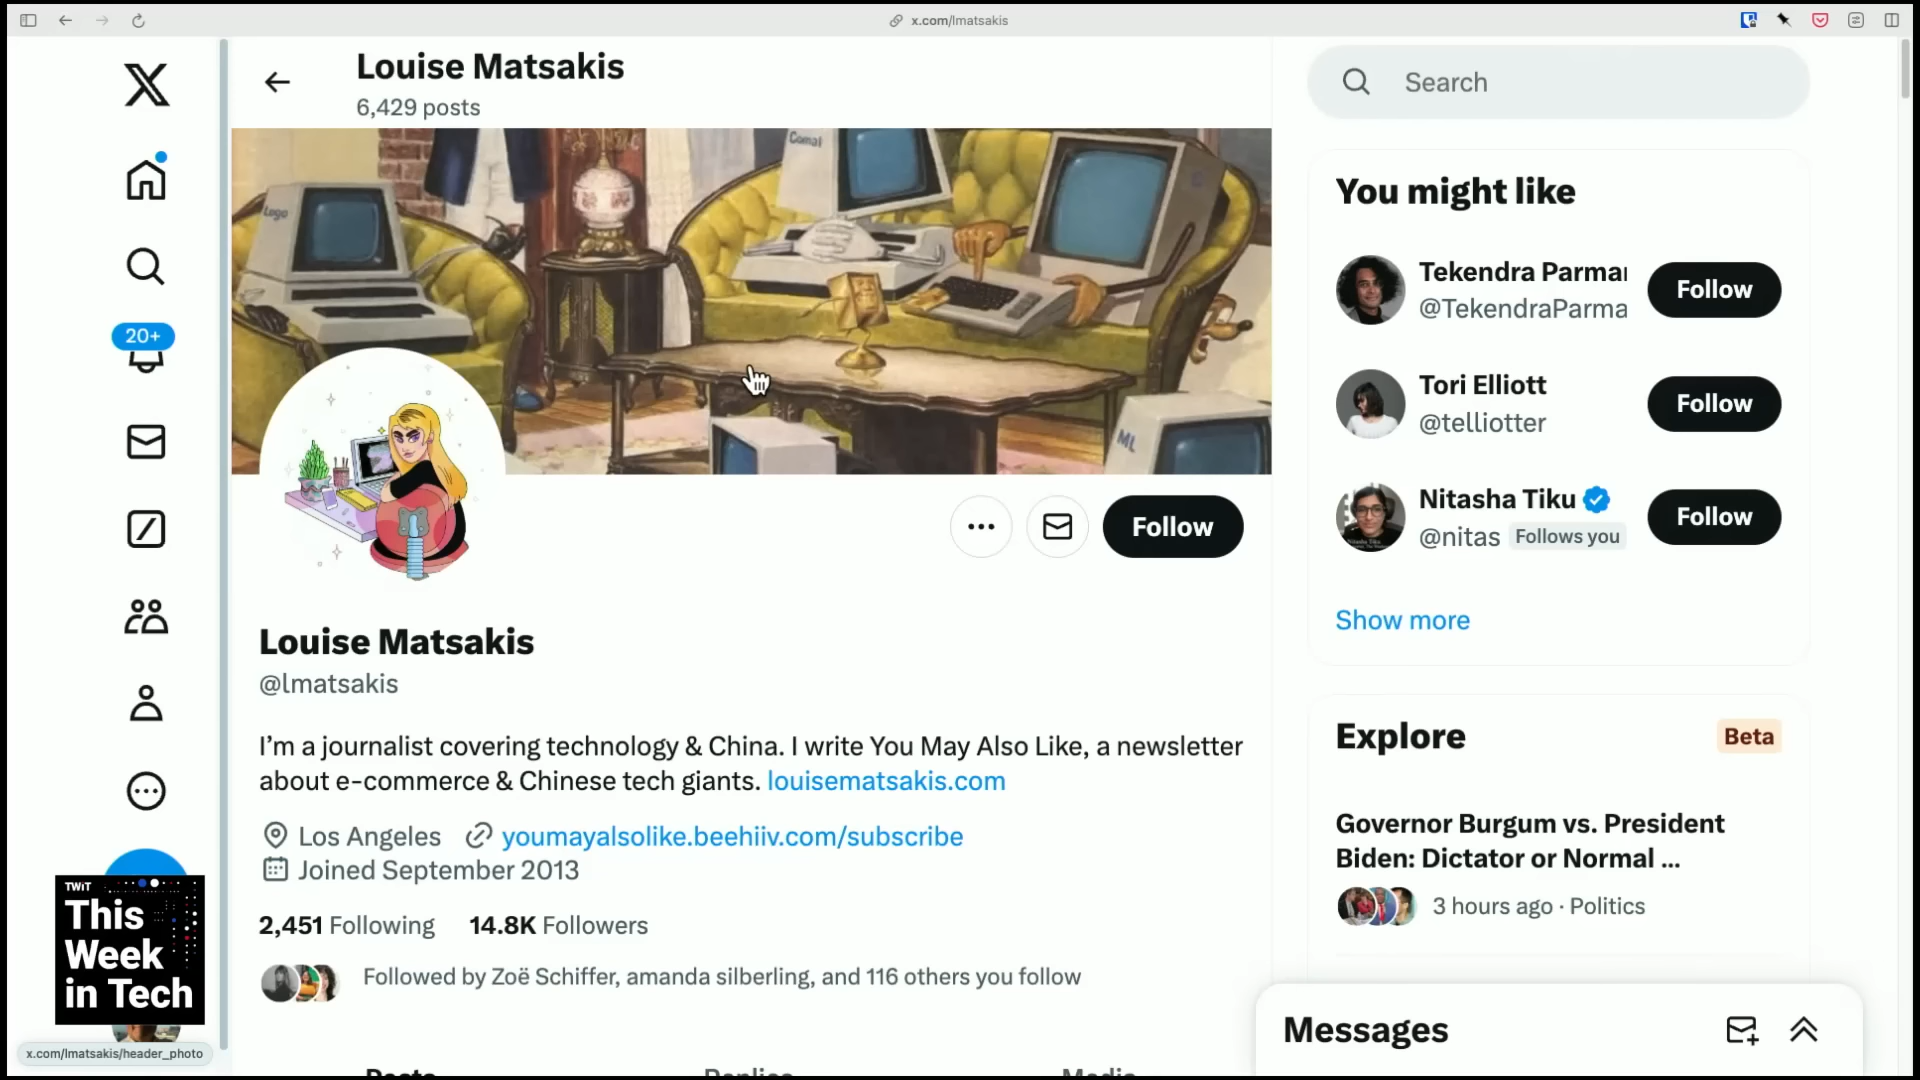 x.com/lmatsakis
Louise Matsakis
6,429 posts
Search
Comal
Logo
ML
You might like
Tekendra Parmar
@TekendraParma
Follow
Tori Elliott
@telliotter
Follow
Nitasha Tiku
@nitas Follows you
Follow
Show more
20+
Follow
Louise Matsakis
@lmatsakis
I'm a journalist covering technology & China. I write You May Also Like, a newsletter
about e-commerce & Chinese tech giants. louisematsakis.com
Los Angeles youmayalsolike.beehiiv.com/subscribe
Joined September 2013
2,451 Following 14.8K Followers
Followed by Zoë Schiffer, amanda silberling, and 116 others you follow
Posts Replies Media
Explore
Beta
Governor Burgum vs. President
Biden: Dictator or Normal ...
3 hours ago · Politics
Messages
TWiT
This
Week
in Tech
x.com/lmatsakis/header_photo